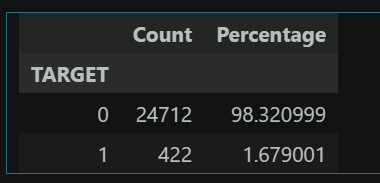 Count Percentage
TARGET
0 24712 98.320999
1 422 1.679001